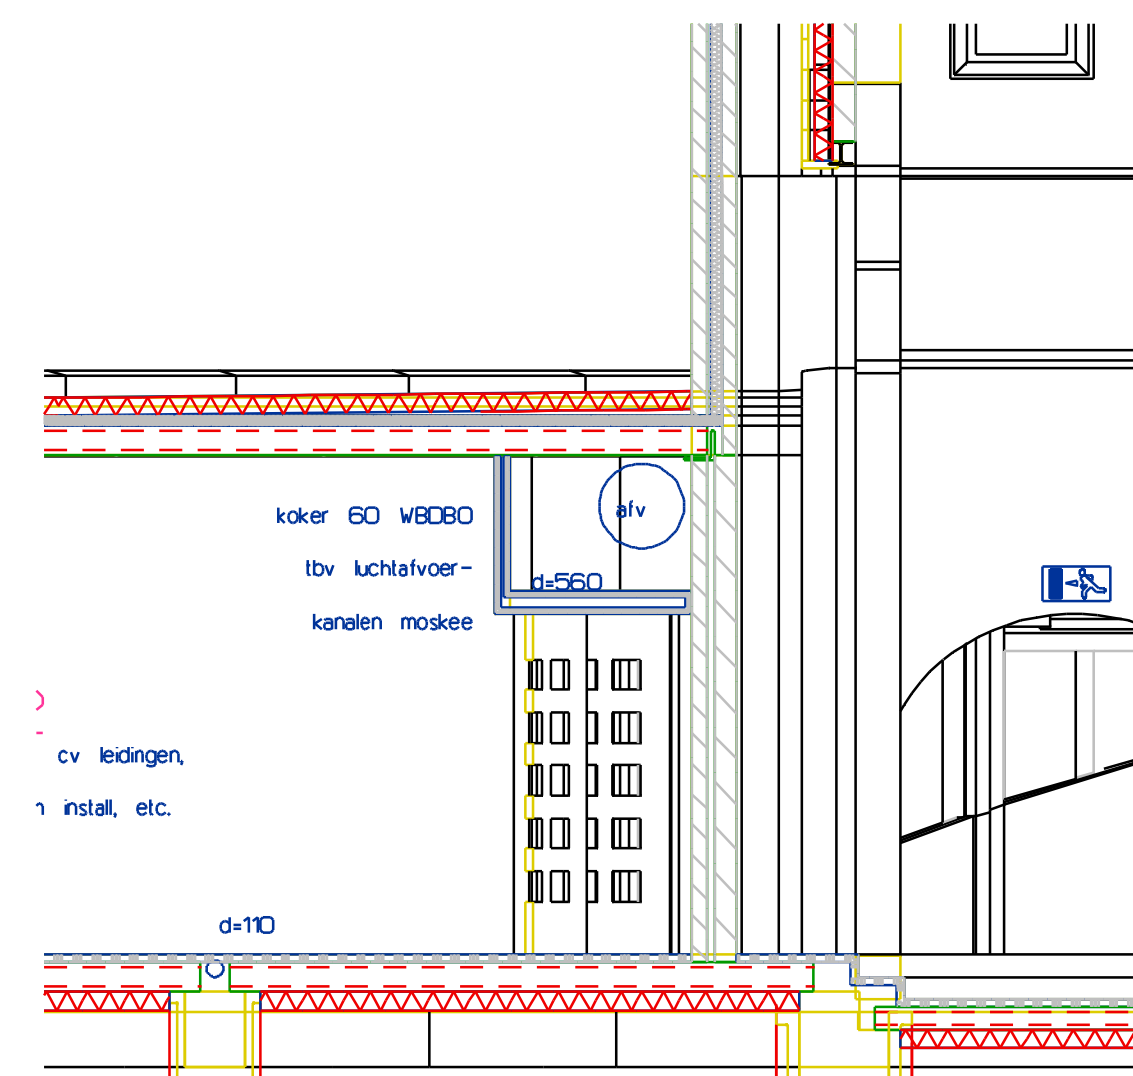 koker 60 WBDBO
tbv luchtafvoer-
kanalen moskee
afv
d=560
cv leidingen,
install, etc.
d=110